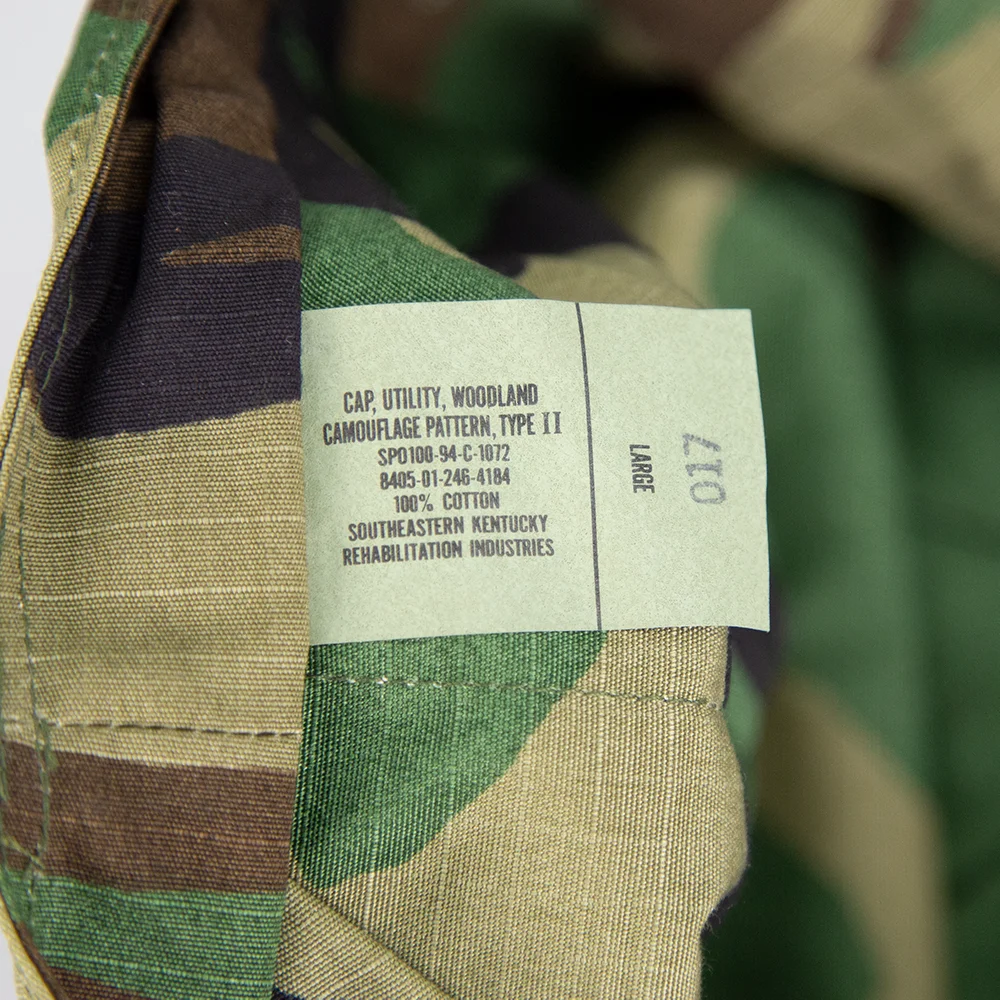 CAP, UTILITY, WOODLAND
CAMOUFLAGE PATTERN, TYPE II
SPO100-94-C-1072
8405-01-246-4184
100% COTTON
SOUTHEASTERN KENTUCKY
REHABILITATION INDUSTRIES
LARGE
017